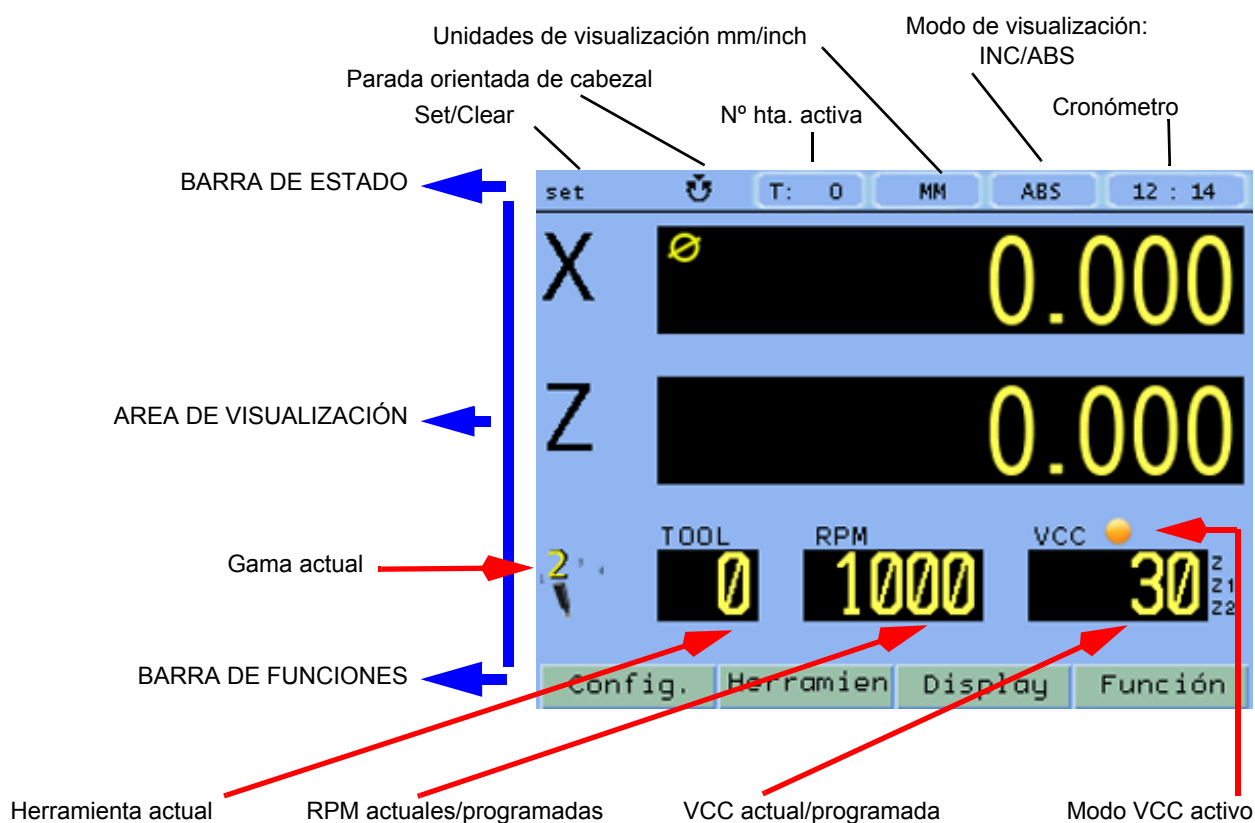 Unidades de visualización mm/inch
Modo de visualización:
INC/ABS
Parada orientada de cabezal
Set/Clear
Nº hta. activa
Cronómetro
BARRA DE ESTADO
set
T: 0
MM
ABS
12 : 14
X
0.000
AREA DE VISUALIZACIÓN
Z
0.000
TOOL
RPM
VCC
Gama actual
2
0
1000
30
Z
Z1
Z2
BARRA DE FUNCIONES
Config.
Herramien
Display
Función
Herramienta actual
RPM actuales/programadas
VCC actual/programada
Modo VCC activo